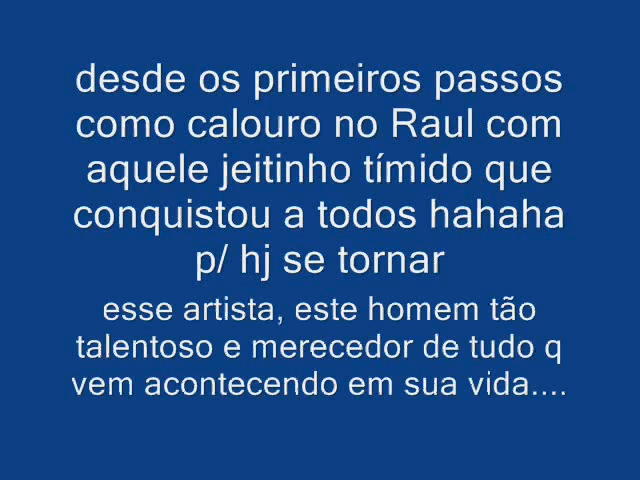 desde os primeiros passos
como calouro no Raul com
aquele jeitinho tímido que
conquistou a todos hahaha
p/ hj se tornar
esse artista, este homem tão
talentoso e merecedor de tudo q
vem acontecendo em sua vida....